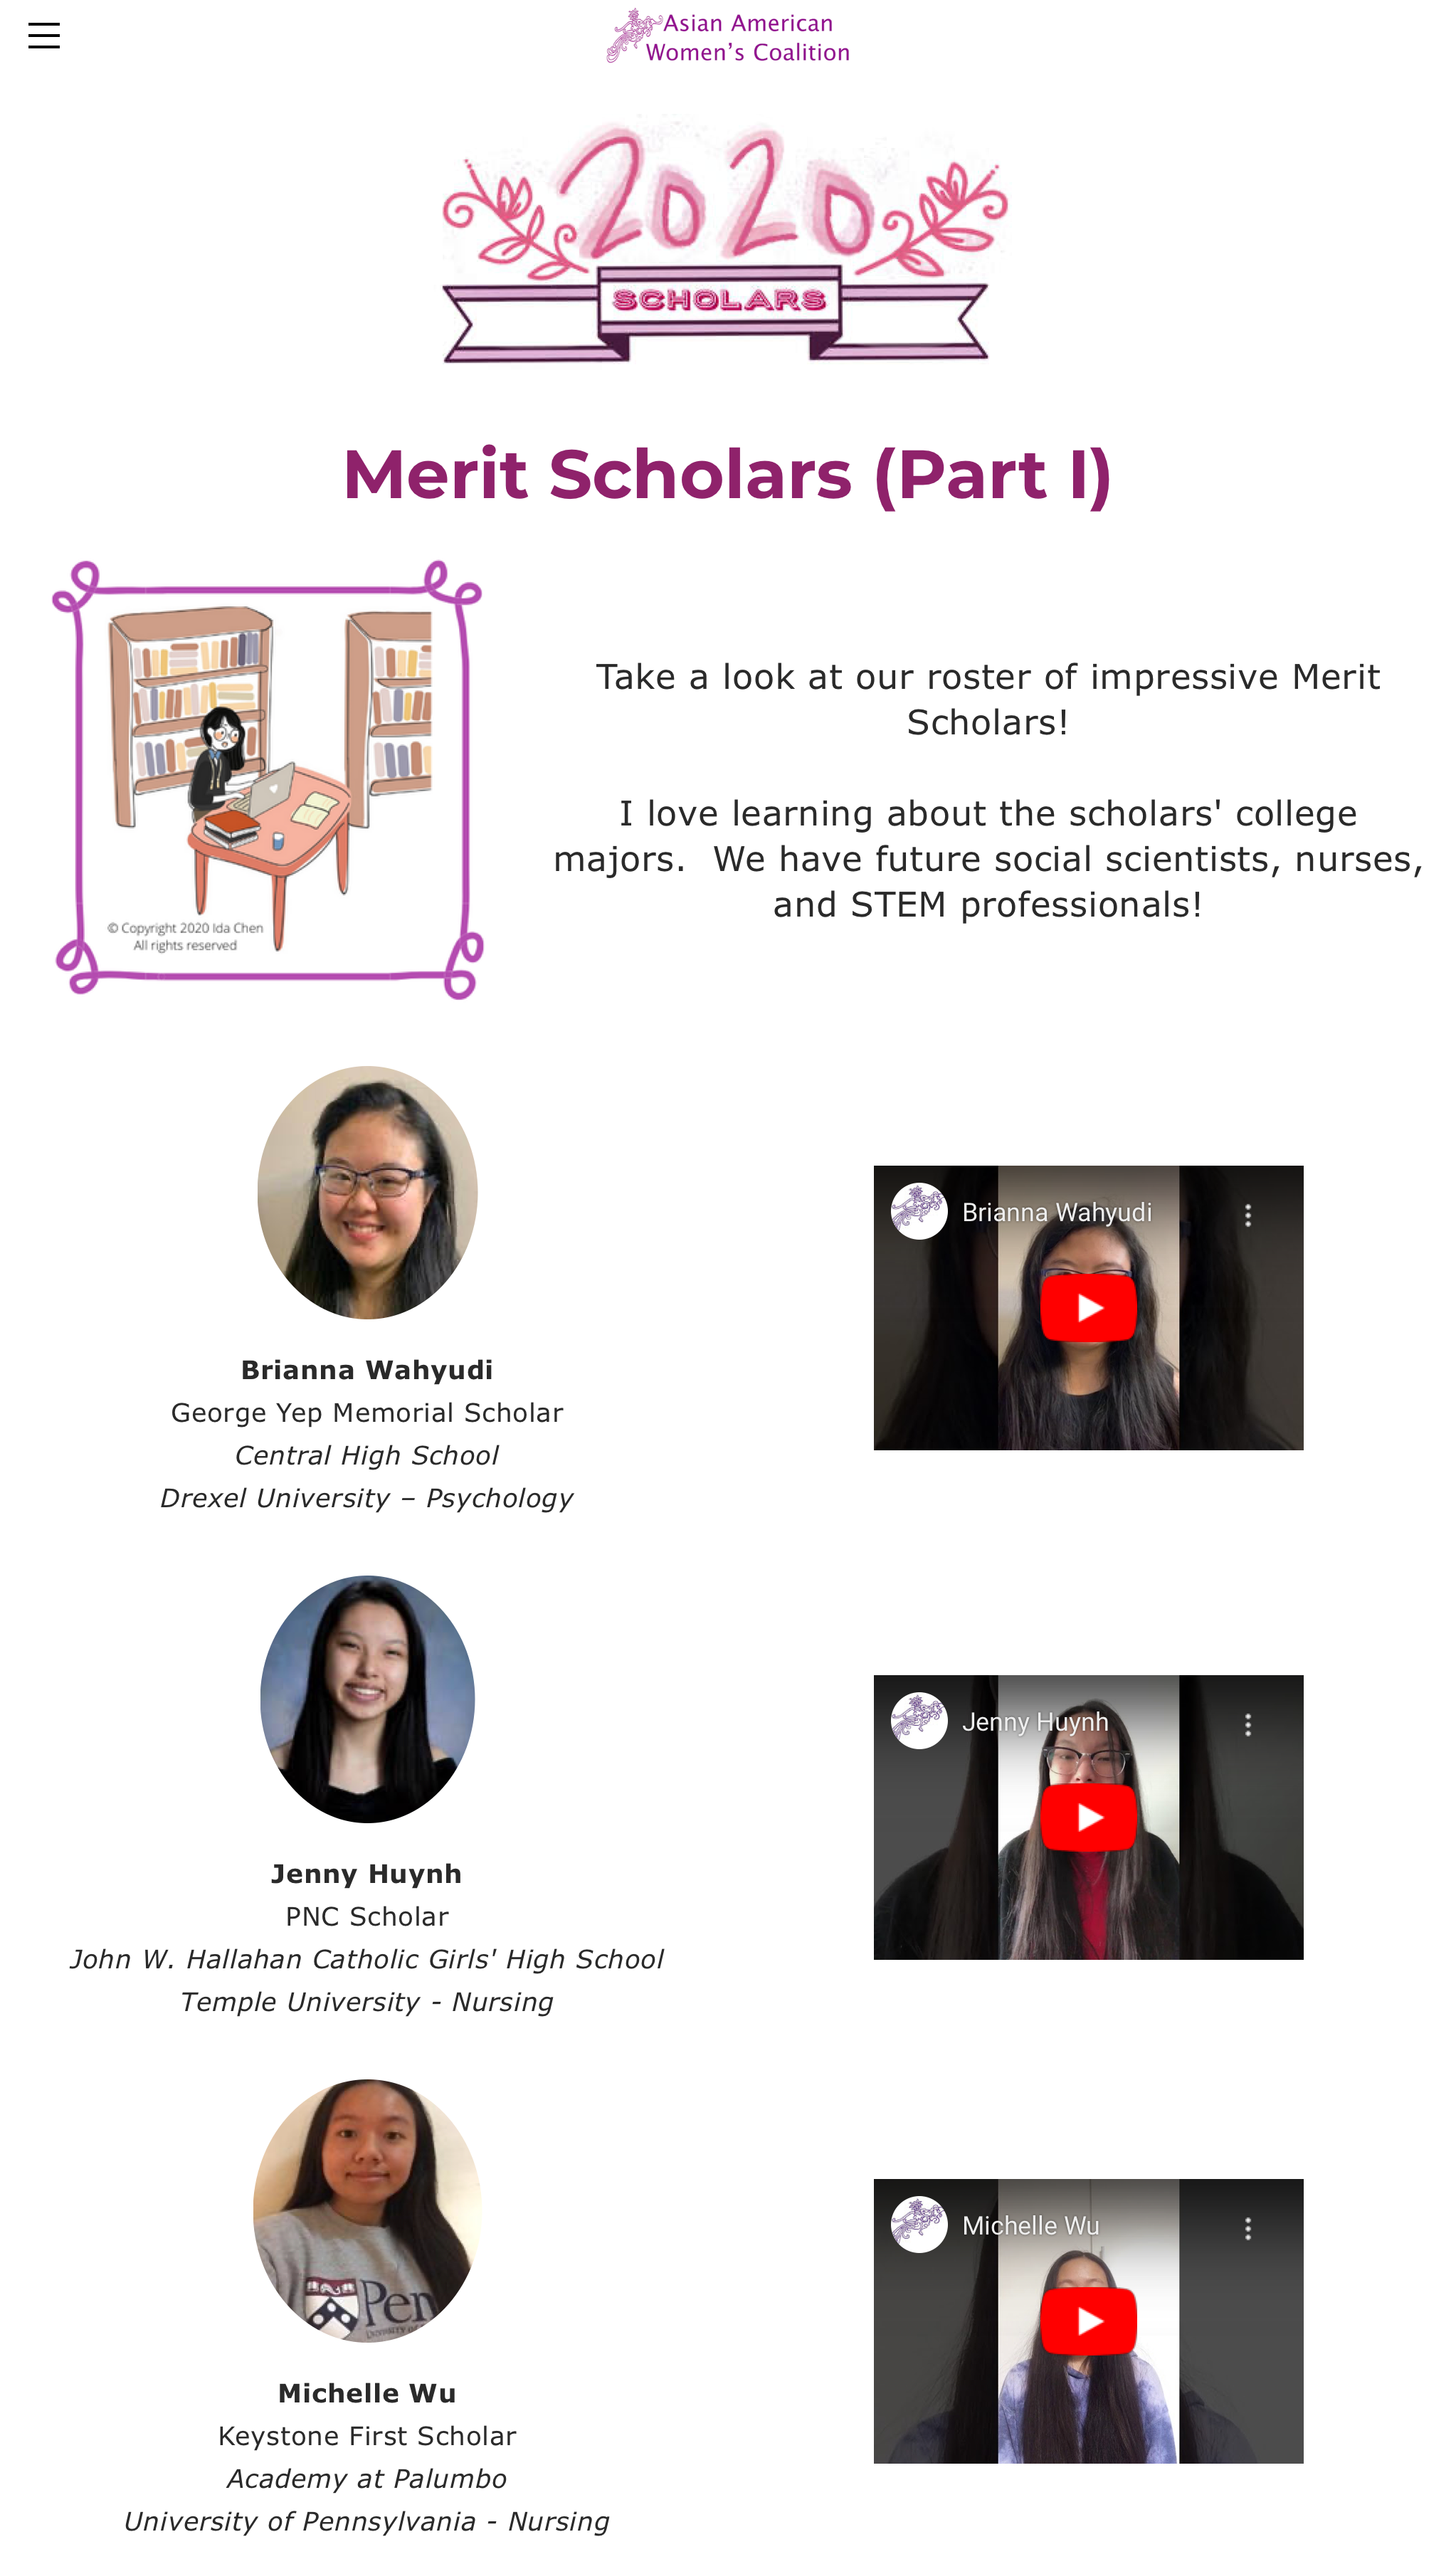 Asian American
Women's Coalition
2020
SCHOLARS
Merit Scholars (Part I)
© Copyright 2020 Ida Chen
All rights reserved
Take a look at our roster of impressive Merit
Scholars!
I love learning about the scholars' college
majors.  We have future social scientists, nurses,
and STEM professionals!
Brianna Wahyudi
George Yep Memorial Scholar
Central High School
Drexel University – Psychology
Brianna Wahyudi
Jenny Huynh
PNC Scholar
John W. Hallahan Catholic Girls' High School
Temple University - Nursing
Jenny Huynh
Pen
Michelle Wu
Keystone First Scholar
Academy at Palumbo
University of Pennsylvania - Nursing
Michelle Wu